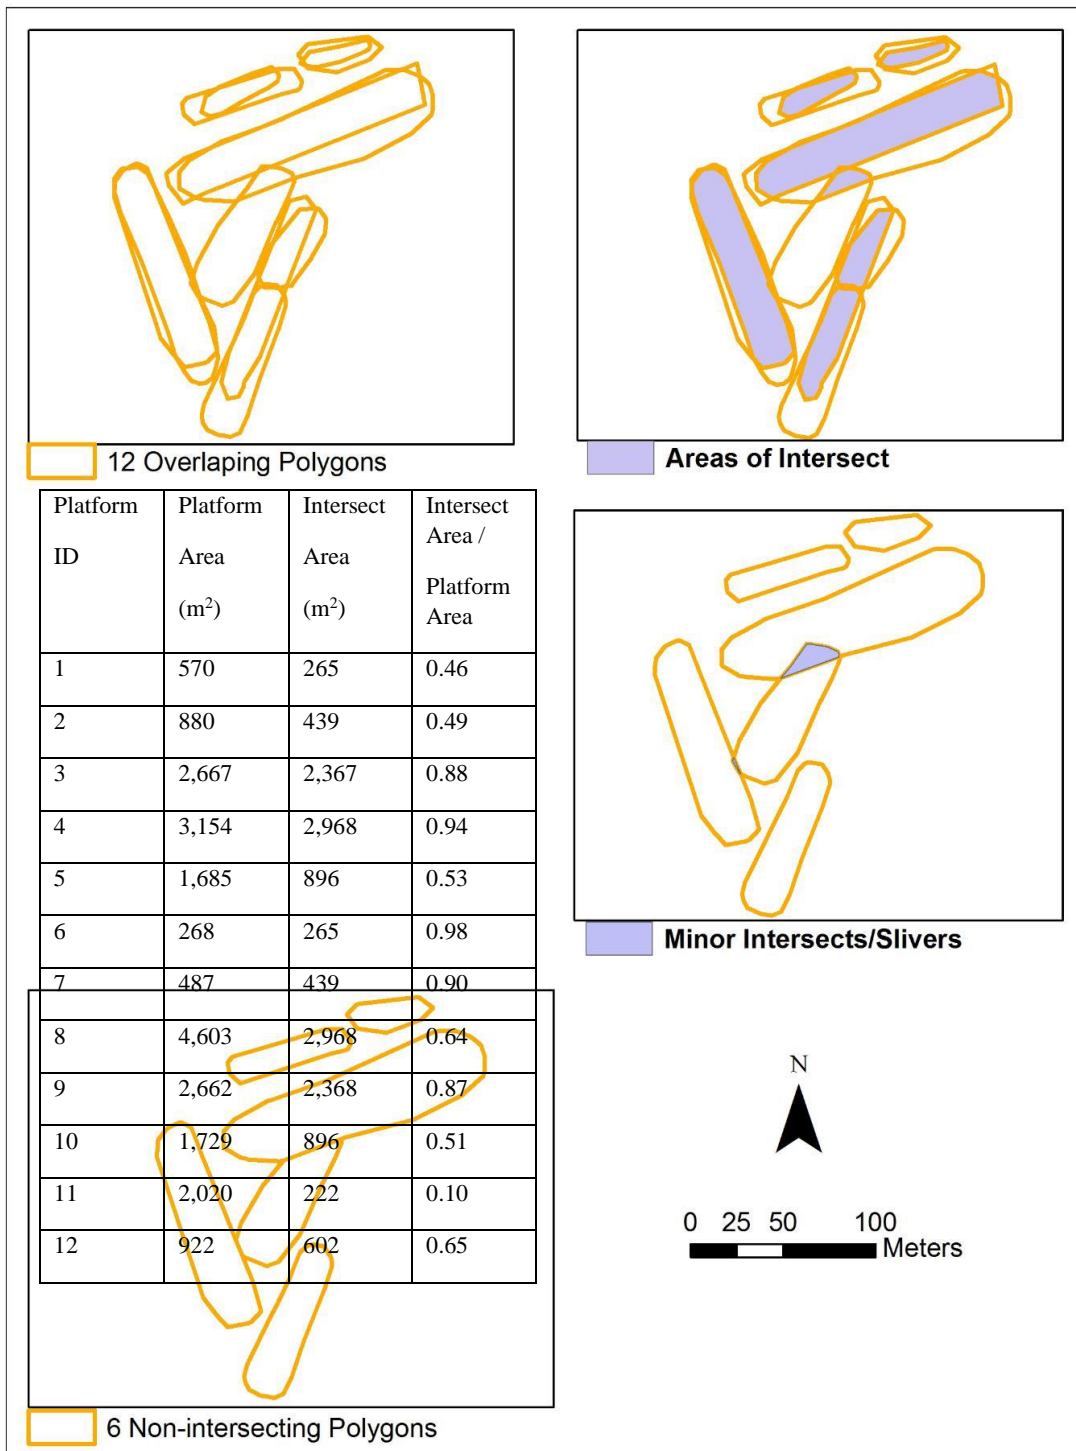 12 Overlaping Polygons
Areas of Intersect
Platform ID | Platform Area (m²) | Intersect Area (m²) | Intersect Area / Platform Area
1 | 570 | 265 | 0.46
2 | 880 | 439 | 0.49
3 | 2,667 | 2,367 | 0.88
4 | 3,154 | 2,968 | 0.94
5 | 1,685 | 896 | 0.53
6 | 268 | 265 | 0.98
7 | 487 | 439 | 0.90
8 | 4,603 | 2,968 | 0.64
9 | 2,662 | 2,368 | 0.87
10 | 1,729 | 896 | 0.51
11 | 2,020 | 222 | 0.10
12 | 922 | 602 | 0.65
Minor Intersects/Slivers
N
0 25 50 100
Meters
6 Non-intersecting Polygons